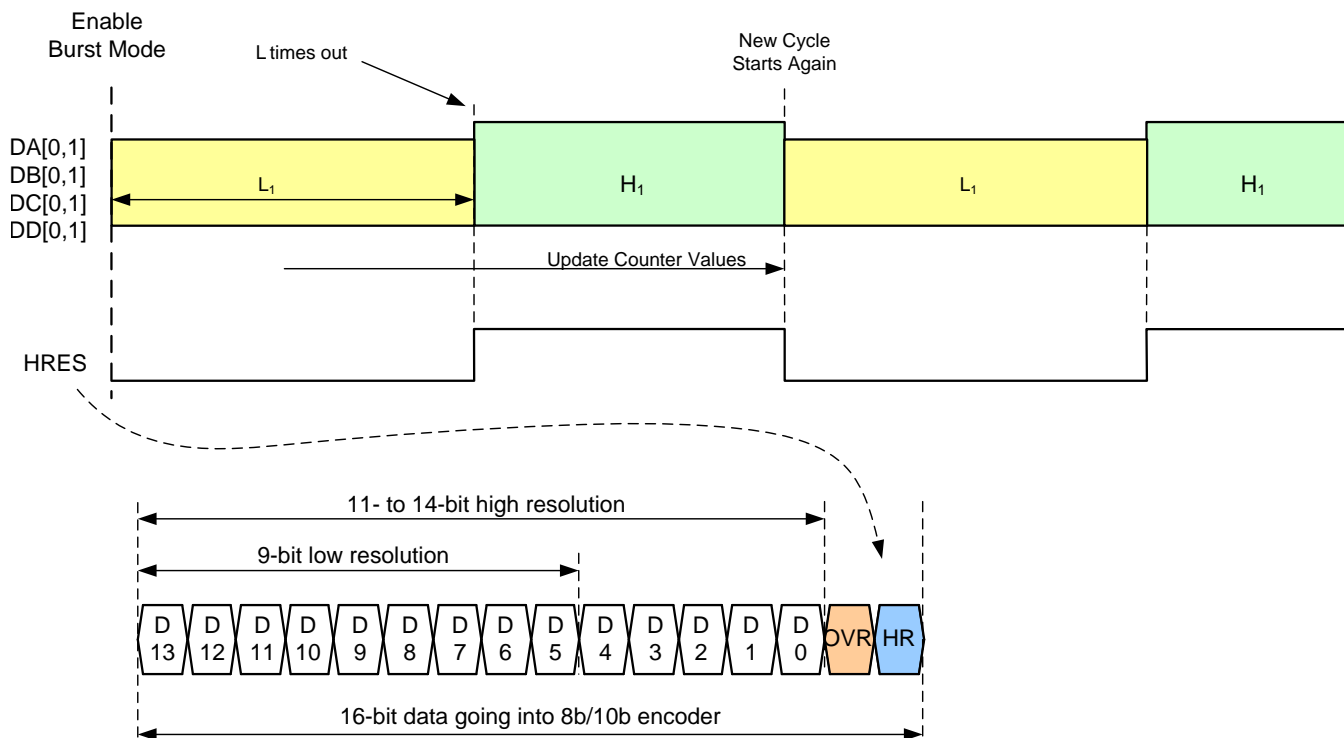 Enable
Burst Mode
L times out
New Cycle
Starts Again
DA[0,1]
DB[0,1]
DC[0,1]
DD[0,1]
L₁
H₁
L₁
H₁
Update Counter Values
HRES
11- to 14-bit high resolution
9-bit low resolution
D D D D D D D D D D D D D D OVR HR
13 12 11 10 9 8 7 6 5 4 3 2 1 0
16-bit data going into 8b/10b encoder